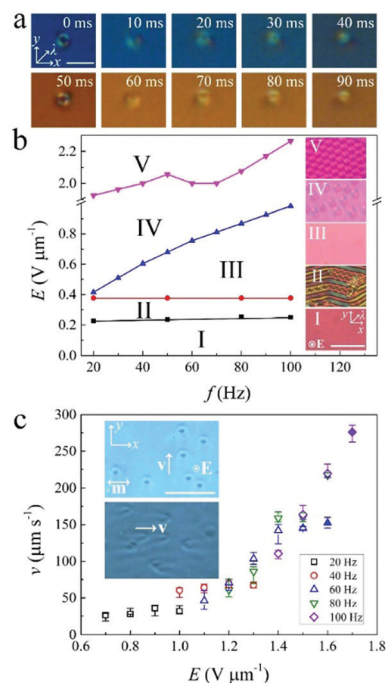 a
0 ms 10 ms 20 ms 30 ms 40 ms
y λ
x
50 ms 60 ms 70 ms 80 ms 90 ms
b
2.2
2.0
0.6
0.4
0.2
0.0
E (V μm⁻¹)
V
IV
III
II
I
V
IV
III
II
y λ
x
I
⊗E
20 40 60 80 100 120
f (Hz)
c
300
250
200
150
100
50
0
v (μm s⁻¹)
y
x
v
⊗E
m
v
20 Hz
40 Hz
60 Hz
80 Hz
100 Hz
0.6 0.8 1.0 1.2 1.4 1.6 1.8
E (V μm⁻¹)